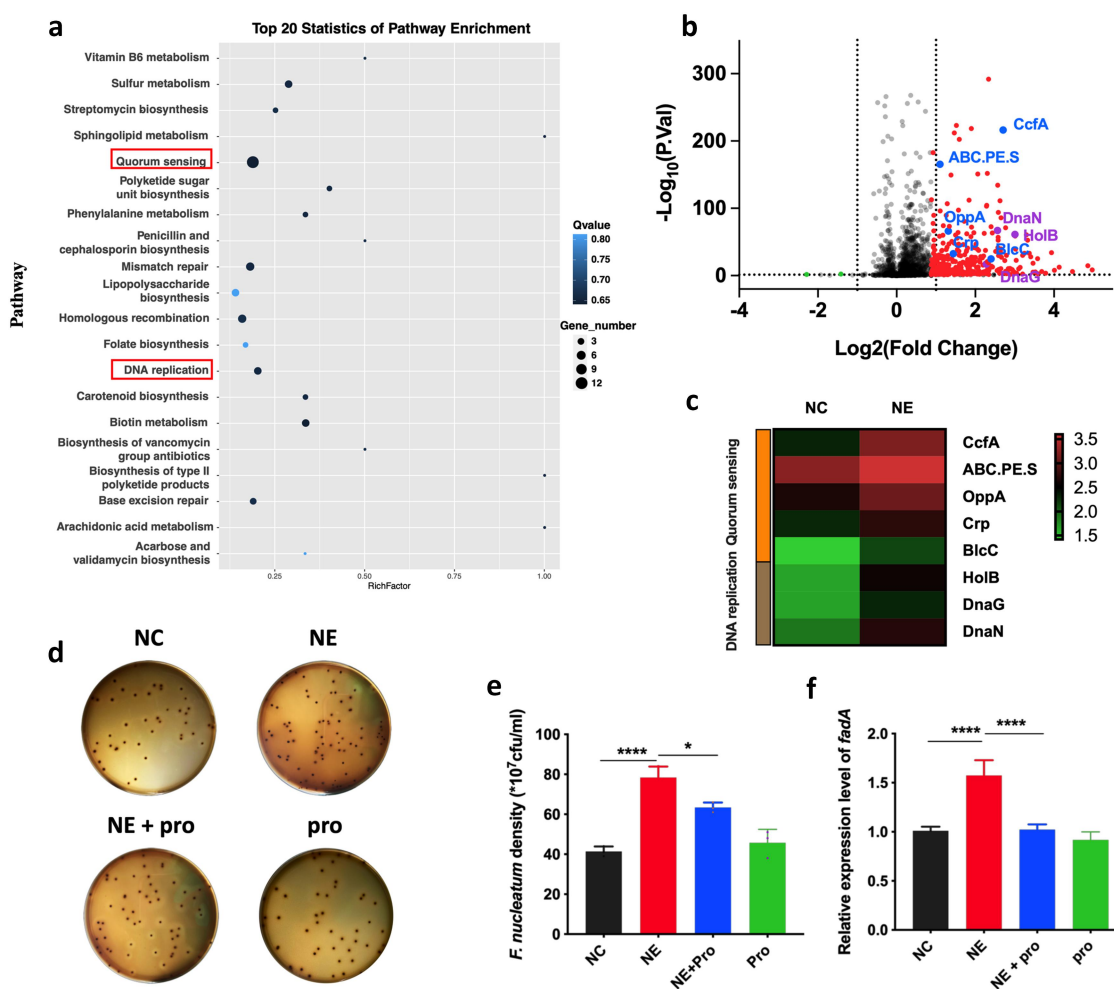 a
Top 20 Statistics of Pathway Enrichment
Pathway
Vitamin B6 metabolism
Sulfur metabolism
Streptomycin biosynthesis
Sphingolipid metabolism
Quorum sensing
Polyketide sugar
unit biosynthesis
Phenylalanine metabolism
Penicillin and
cephalosporin biosynthesis
Mismatch repair
Lipopolysaccharide
biosynthesis
Homologous recombination
Folate biosynthesis
DNA replication
Carotenoid biosynthesis
Biotin metabolism
Biosynthesis of vancomycin
group antibiotics
Biosynthesis of type II
polyketide products
Base excision repair
Arachidonic acid metabolism
Acarbose and
validamycin biosynthesis
0.25 0.50 0.75 1.00
RichFactor
Qvalue
0.80
0.75
0.70
0.65
Gene_number
3
6
9
12
b
-Log10(P.Val)
300
200
100
0
CcfA
ABC.PE.S
OppA
DnaN
HolB
Crp
BlcC
DnaG
-4 -2 0 2 4
Log2(Fold Change)
c
NC NE
Quorum sensing
DNA replication
CcfA
ABC.PE.S
OppA
Crp
BlcC
HolB
DnaG
DnaN
3.5
3.0
2.5
2.0
1.5
d
NC NE
NE + pro pro
e
F. nucleatum density (*10⁷cfu/ml)
100
80
60
40
20
0
**** *
NC NE NE+Pro Pro
f
Relative expression level of fadA
2.0
1.5
1.0
0.5
0.0
**** ****
NC NE NE + pro pro